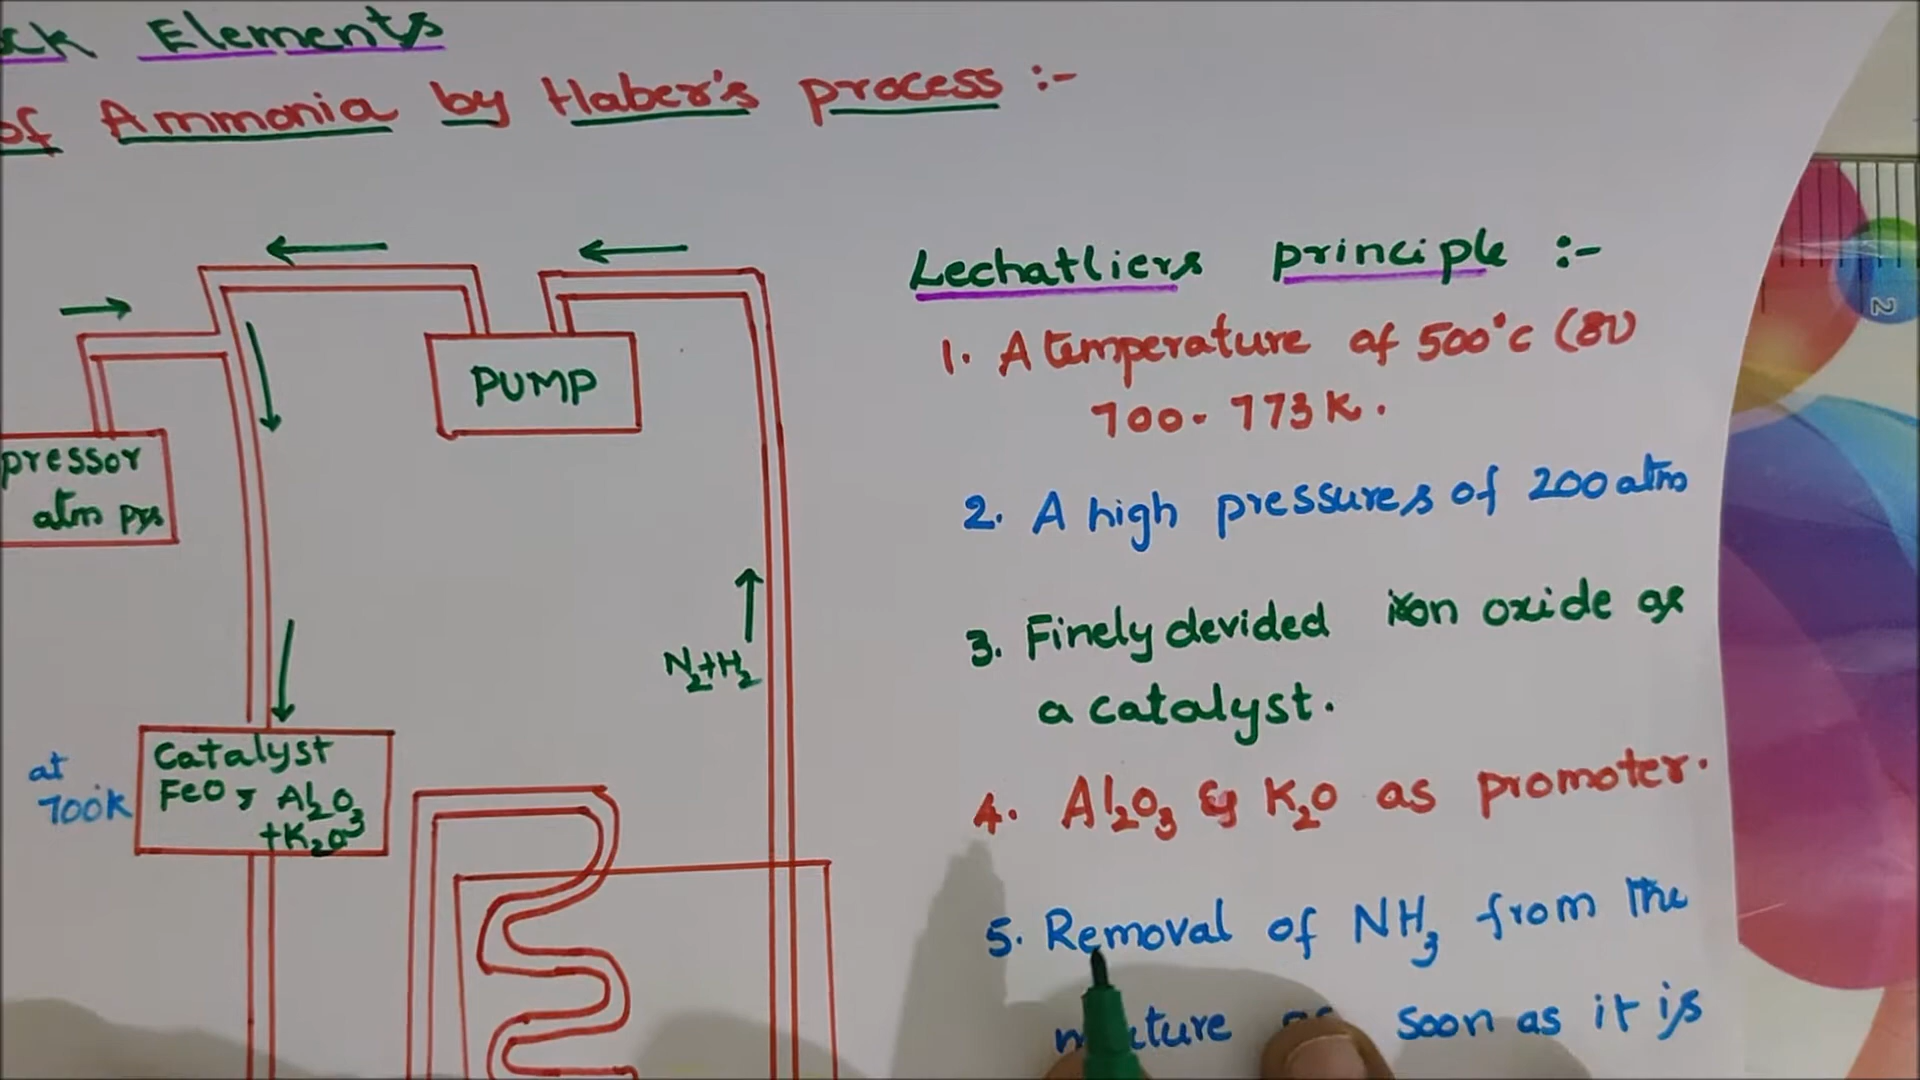 ck Elements
of Ammonia by Haber's process :-
PUMP
pressor
atm prs
N2+H2
at
700K
Catalyst
FeO, Al2O3
+K2O
Lechatliers principle :-
1. A temperature of 500°c (or)
700-773K.
2. A high pressures of 200 atm
3. Finely devided iron oxide as
a catalyst.
4. Al2O3 & K2O as promoter.
5. Removal of NH3 from the
soon as it is
2